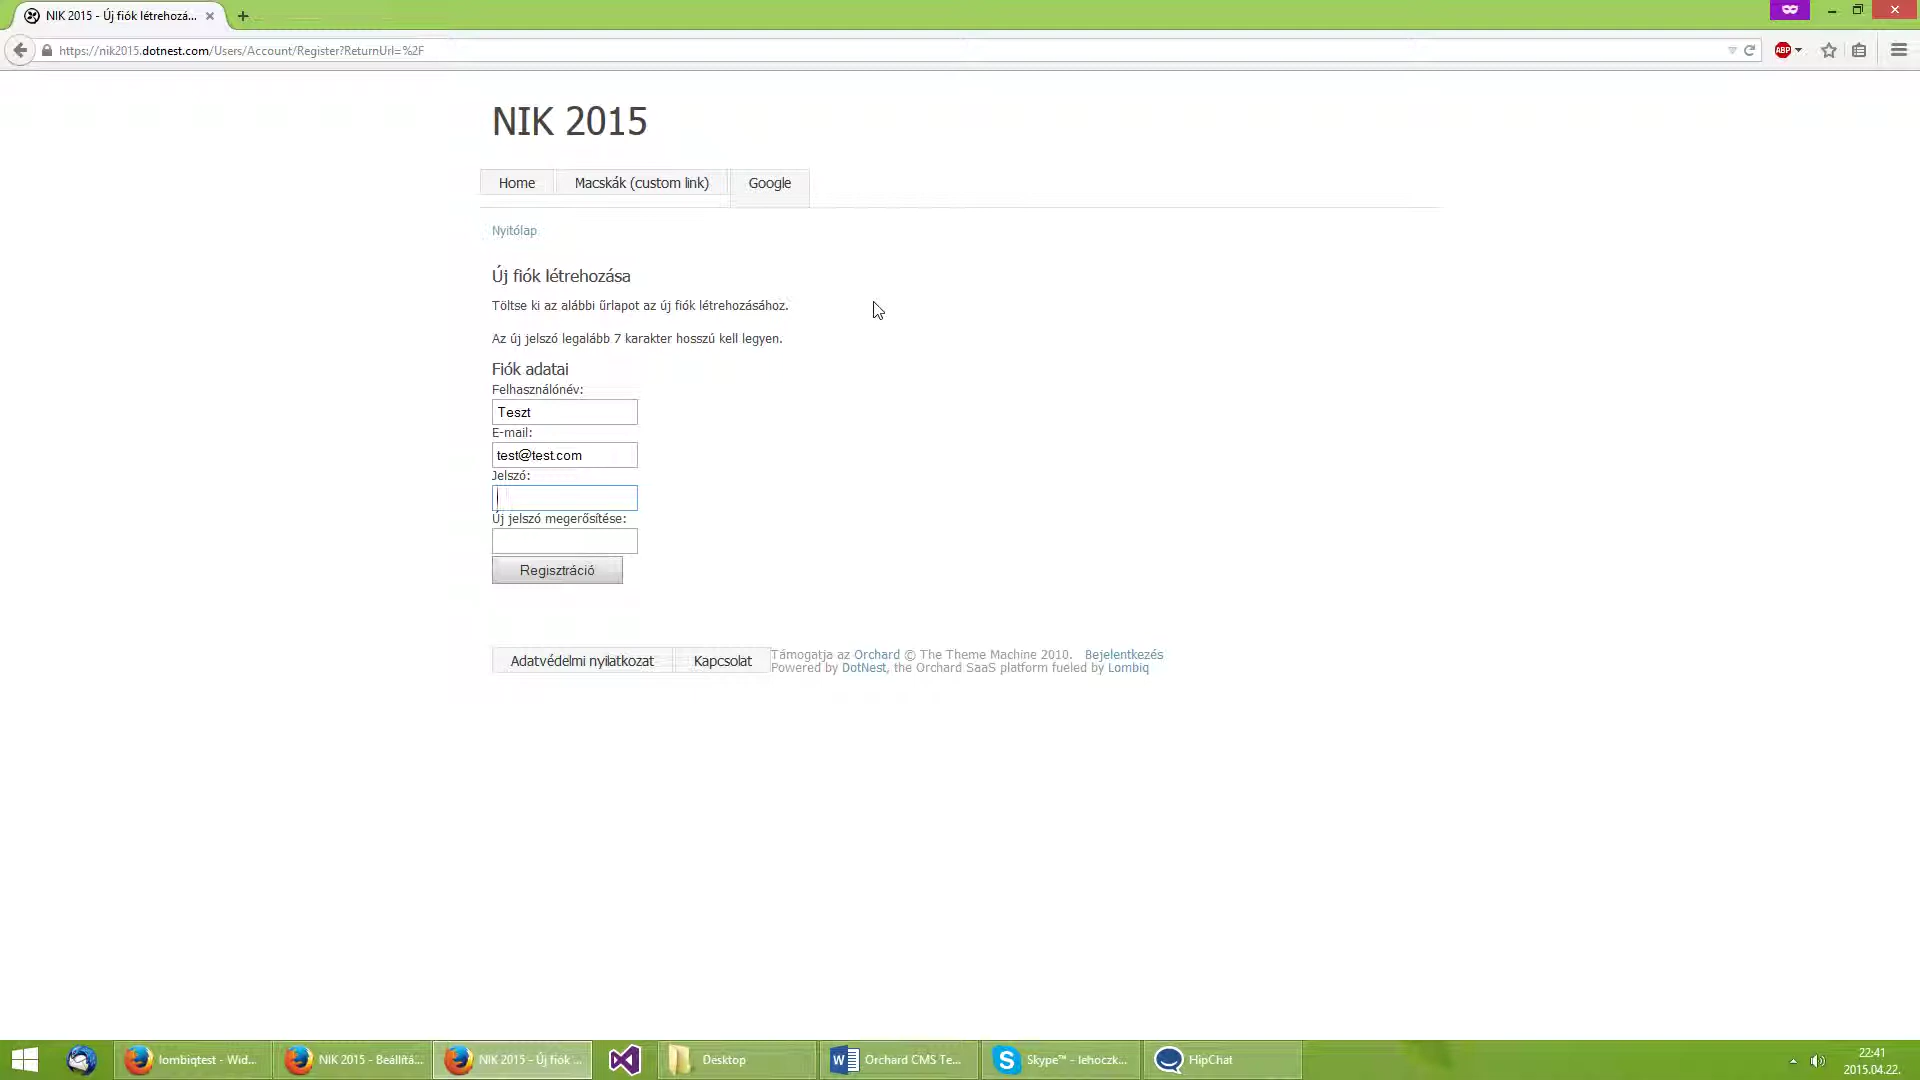 NIK 2015 - Új fiók létrehozá...
https://nik2015.dotnest.com/Users/Account/Register?ReturnUrl=%2F
ABP
NIK 2015
Home
Macskák (custom link)
Google
Nyitólap
Új fiók létrehozása
Töltse ki az alábbi űrlapot az új fiók létrehozásához.
Az új jelszó legalább 7 karakter hosszú kell legyen.
Fiók adatai
Felhasználónév:
Teszt
E-mail:
test@test.com
Jelszó:
Új jelszó megerősítése:
Regisztráció
Adatvédelmi nyilatkozat
Kapcsolat
Támogatja az Orchard © The Theme Machine 2010. Bejelentkezés
Powered by DotNest, the Orchard SaaS platform fueled by Lombiq
lombiqtest - Wid...
NIK 2015 - Beállítá...
NIK 2015 - Új fiók ...
Desktop
Orchard CMS Te...
Skype™ - lehoczk...
HipChat
22:41
2015.04.22.